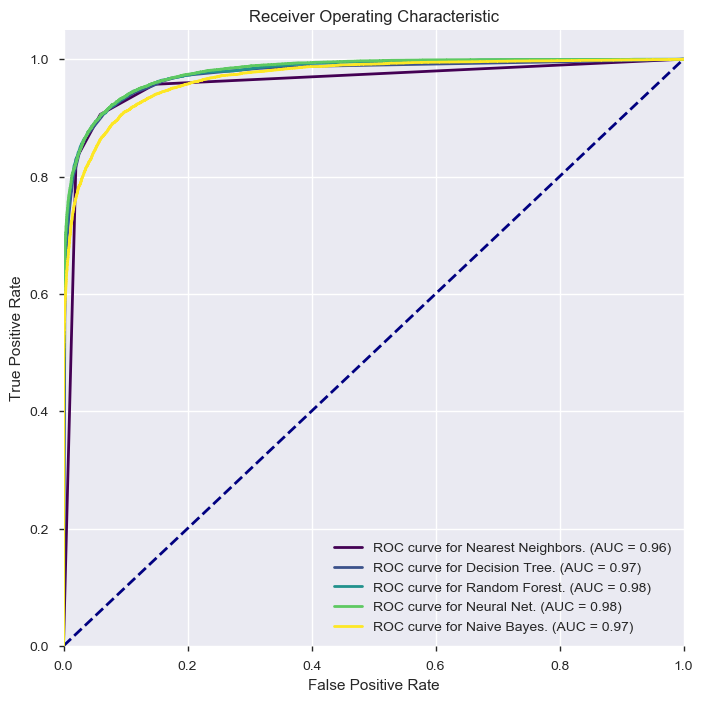 Receiver Operating Characteristic
True Positive Rate
1.0
0.8
0.6
0.4
0.2
0.0
ROC curve for Nearest Neighbors. (AUC = 0.96)
ROC curve for Decision Tree. (AUC = 0.97)
ROC curve for Random Forest. (AUC = 0.98)
ROC curve for Neural Net. (AUC = 0.98)
ROC curve for Naive Bayes. (AUC = 0.97)
0.0 0.2 0.4 0.6 0.8 1.0
False Positive Rate